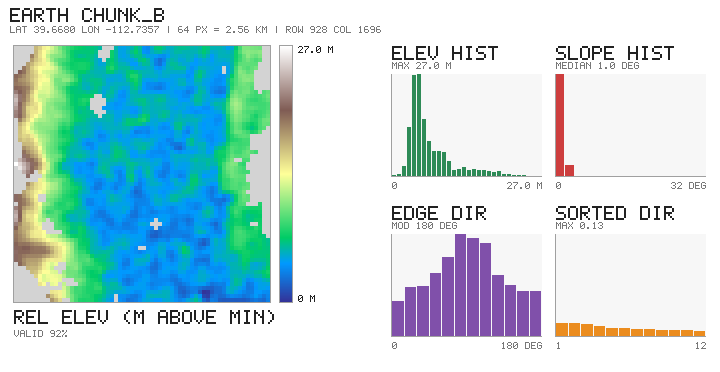 EARTH CHUNK_B
LAT 39.6680 LON -112.7357 | 64 PX = 2.56 KM | ROW 928 COL 1696
27.0 M
0 M
REL ELEV (M ABOVE MIN)
VALID 92%
ELEV HIST
MAX 27.0 M
0 27.0 M
SLOPE HIST
MEDIAN 1.0 DEG
0 32 DEG
EDGE DIR
MOD 180 DEG
0 180 DEG
SORTED DIR
MAX 0.13
1 12